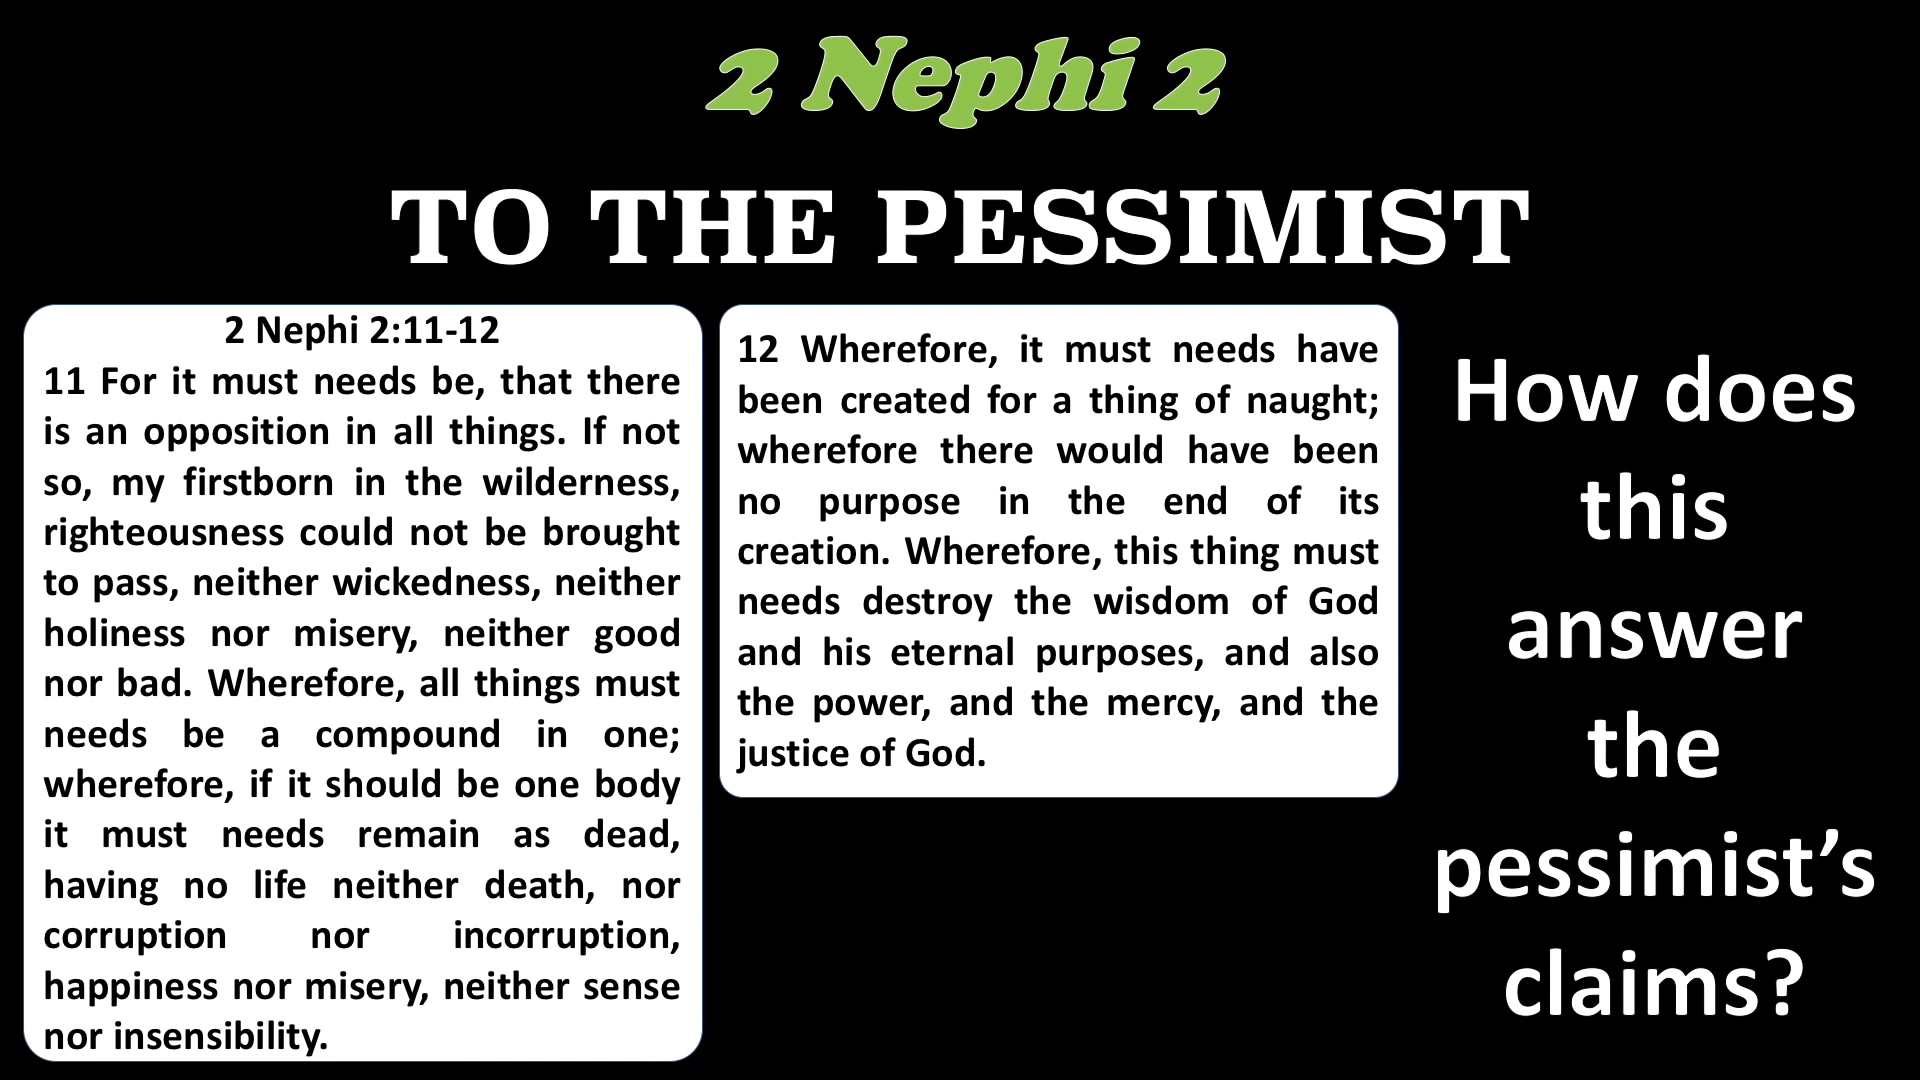 2 Nephi 2
TO THE PESSIMIST
2 Nephi 2:11-12
11 For it must needs be, that there
is an opposition in all things. If not
so, my firstborn in the wilderness,
righteousness could not be brought
to pass, neither wickedness, neither
holiness nor misery, neither good
nor bad. Wherefore, all things must
needs be a compound in one;
wherefore, if it should be one body
it must needs remain as dead,
having no life neither death, nor
corruption nor incorruption,
happiness nor misery, neither sense
nor insensibility.
12 Wherefore, it must needs have
been created for a thing of naught;
wherefore there would have been
no purpose in the end of its
creation. Wherefore, this thing must
needs destroy the wisdom of God
and his eternal purposes, and also
the power, and the mercy, and the
justice of God.
How does
this
answer
the
pessimist’s
claims?